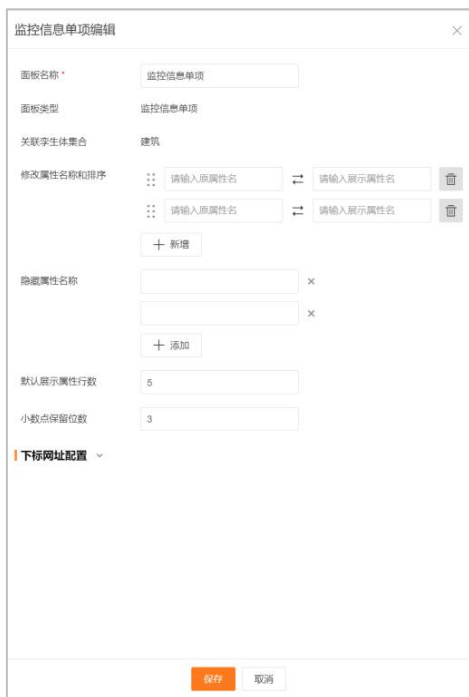 监控信息单项编辑
面板名称* 监控信息单项
面板类型 监控信息单项
关联孪生体集合 建筑
修改属性名称和排序 请输入原属性名 请输入展示属性名
请输入原属性名 请输入展示属性名
新增
隐藏属性名称
添加
默认展示属性行数 5
小数点保留位数 3
下标网址配置
保存 取消